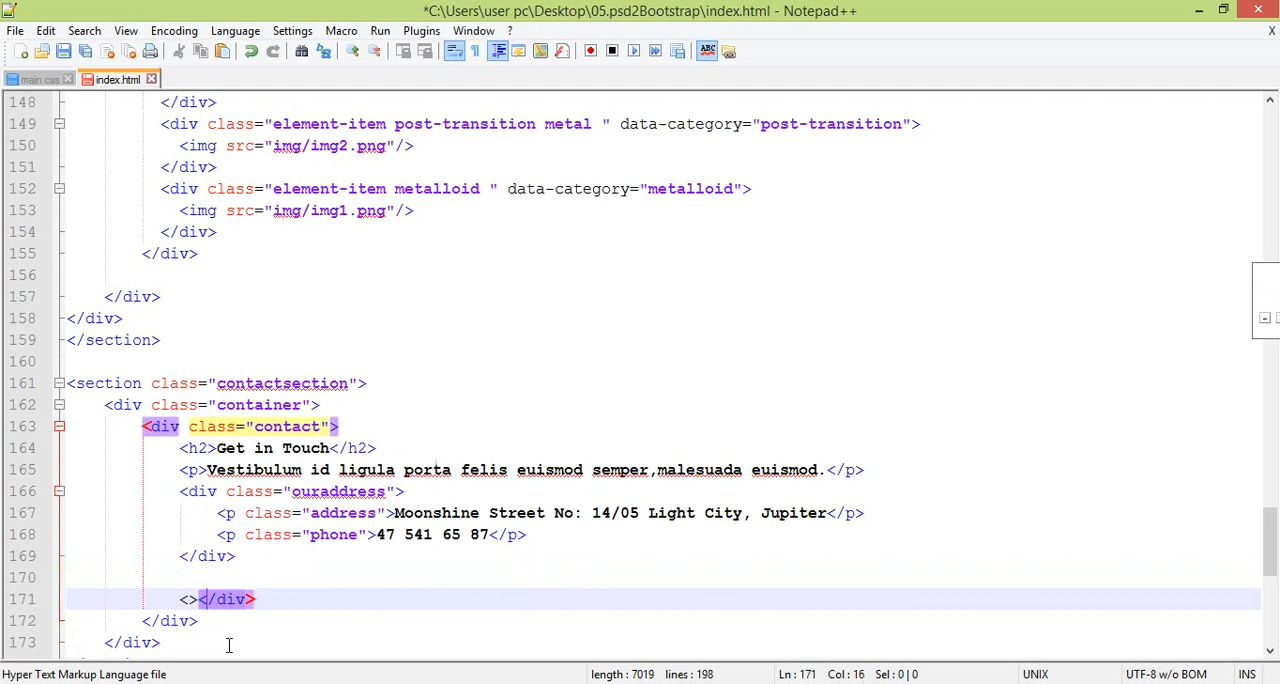 *C:\Users\user pc\Desktop\05.psd2Bootstrap\index.html - Notepad++
File Edit Search View Encoding Language Settings Macro Run Plugins Window ? X
ABC
main.css index.html
148 </div>
149 <div class="element-item post-transition metal " data-category="post-transition">
150 <img src="img/img2.png"/>
151 </div>
152 <div class="element-item metalloid " data-category="metalloid">
153 <img src="img/img1.png"/>
154 </div>
155 </div>
156
157 </div>
158 </div>
159 </section>
160
161 <section class="contactsection">
162 <div class="container">
163 <div class="contact">
164 <h2>Get in Touch</h2>
165 <p>Vestibulum id ligula porta felis euismod semper,malesuada euismod.</p>
166 <div class="ouraddress">
167 <p class="address">Moonshine Street No: 14/05 Light City, Jupiter</p>
168 <p class="phone">47 541 65 87</p>
169 </div>
170
171 <></div>
172 </div>
173 </div>
Hyper Text Markup Language file length : 7019 lines : 198 Ln : 171 Col : 16 Sel : 0 | 0 UNIX UTF-8 w/o BOM INS